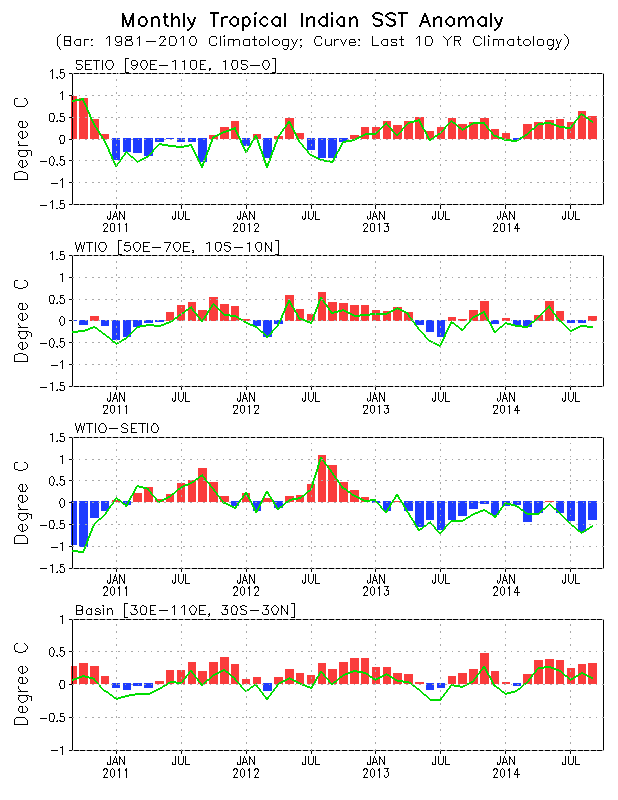 Monthly Tropical Indian SST Anomaly
(Bar: 1981−2010 Climatology; Curve: Last 10 YR Climatology)
SETIO [90E−110E, 10S−0]
Degree C
1.5
1
0.5
0
−0.5
−1
−1.5
JAN JUL JAN JUL JAN JUL JAN JUL
2011 2012 2013 2014
WTIO [50E−70E, 10S−10N]
Degree C
1.5
1
0.5
0
−0.5
−1
−1.5
JAN JUL JAN JUL JAN JUL JAN JUL
2011 2012 2013 2014
WTIO−SETIO
Degree C
1.5
1
0.5
0
−0.5
−1
−1.5
JAN JUL JAN JUL JAN JUL JAN JUL
2011 2012 2013 2014
Basin [30E−110E, 30S−30N]
Degree C
1
0.5
0
−0.5
−1
JAN JUL JAN JUL JAN JUL JAN JUL
2011 2012 2013 2014